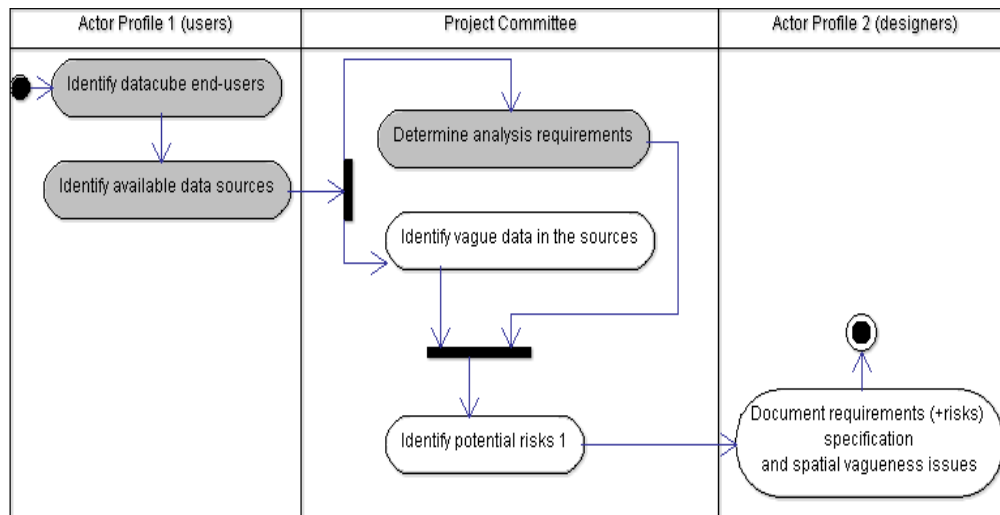 Actor Profile 1 (users)
Project Committee
Actor Profile 2 (designers)
Identify datacube end-users
Identify available data sources
Determine analysis requirements
Identify vague data in the sources
Identify potential risks 1
Document requirements (+risks)
specification
and spatial vagueness issues